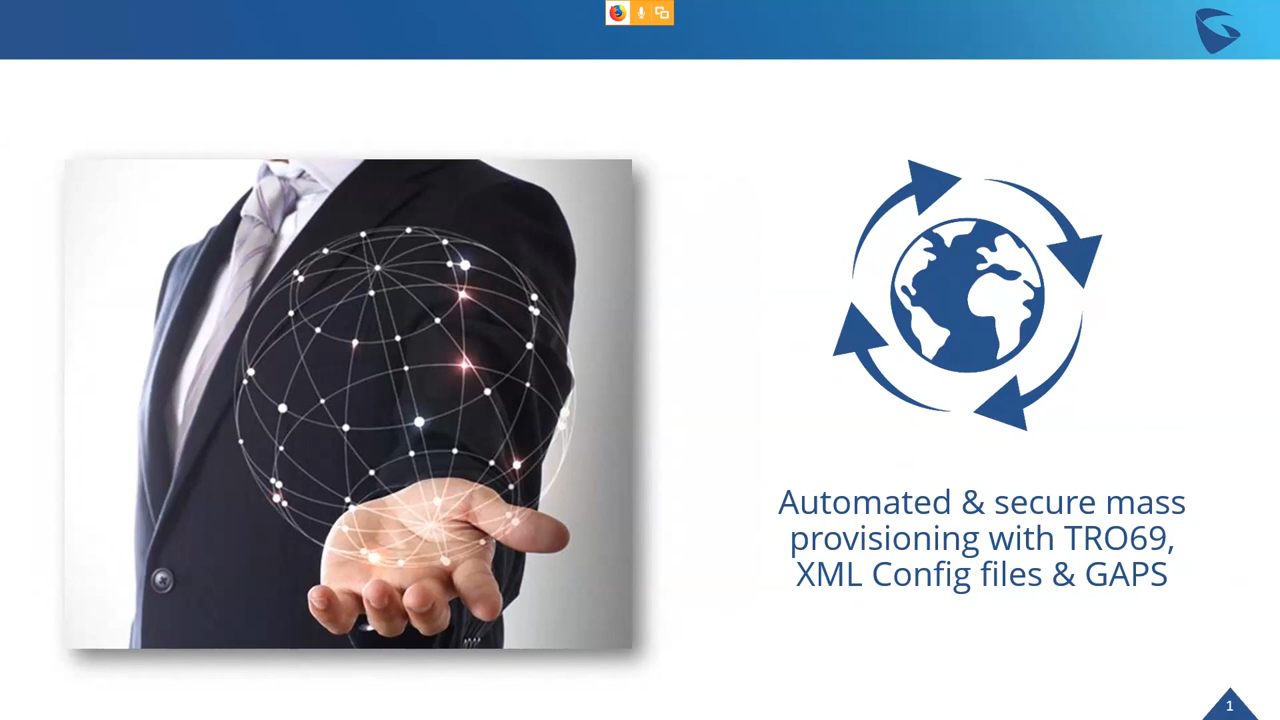 Automated & secure mass
provisioning with TRO69,
XML Config files & GAPS
1